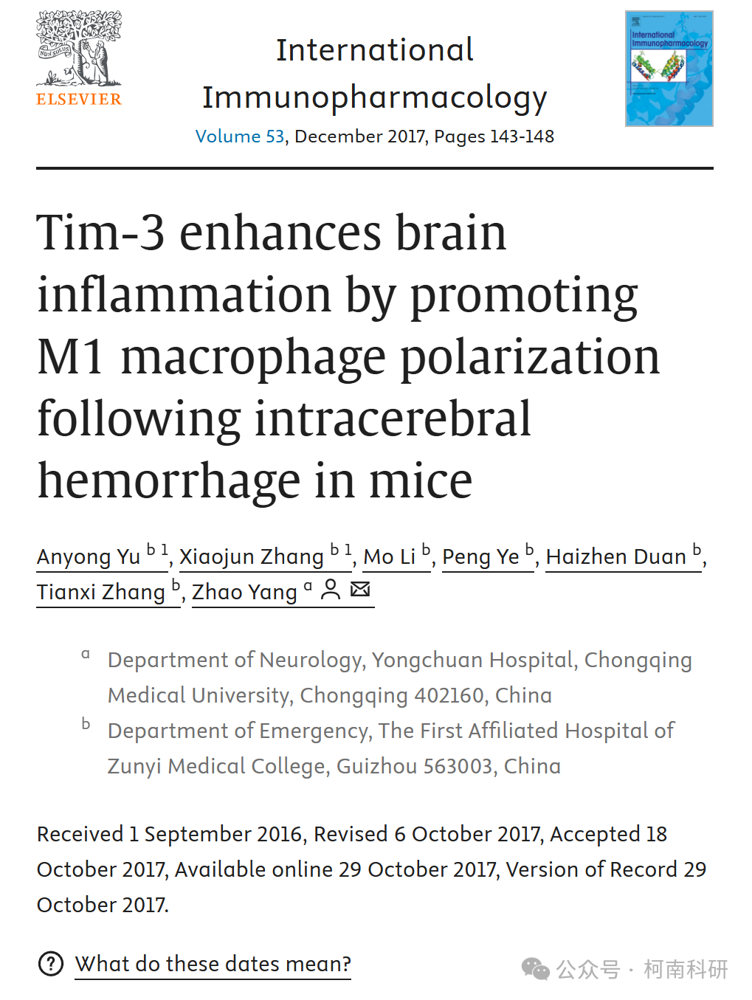 NON SOLUS
ELSEVIER
International
Immunopharmacology
Volume 53, December 2017, Pages 143-148
International
Immunopharmacology
Tim-3 enhances brain
inflammation by promoting
M1 macrophage polarization
following intracerebral
hemorrhage in mice
Anyong Yu b 1, Xiaojun Zhang b 1, Mo Li b, Peng Ye b, Haizhen Duan b,
Tianxi Zhang b, Zhao Yang a
a Department of Neurology, Yongchuan Hospital, Chongqing
Medical University, Chongqing 402160, China
b Department of Emergency, The First Affiliated Hospital of
Zunyi Medical College, Guizhou 563003, China
Received 1 September 2016, Revised 6 October 2017, Accepted 18
October 2017, Available online 29 October 2017, Version of Record 29
October 2017.
? What do these dates mean?
公众号 · 柯南科研